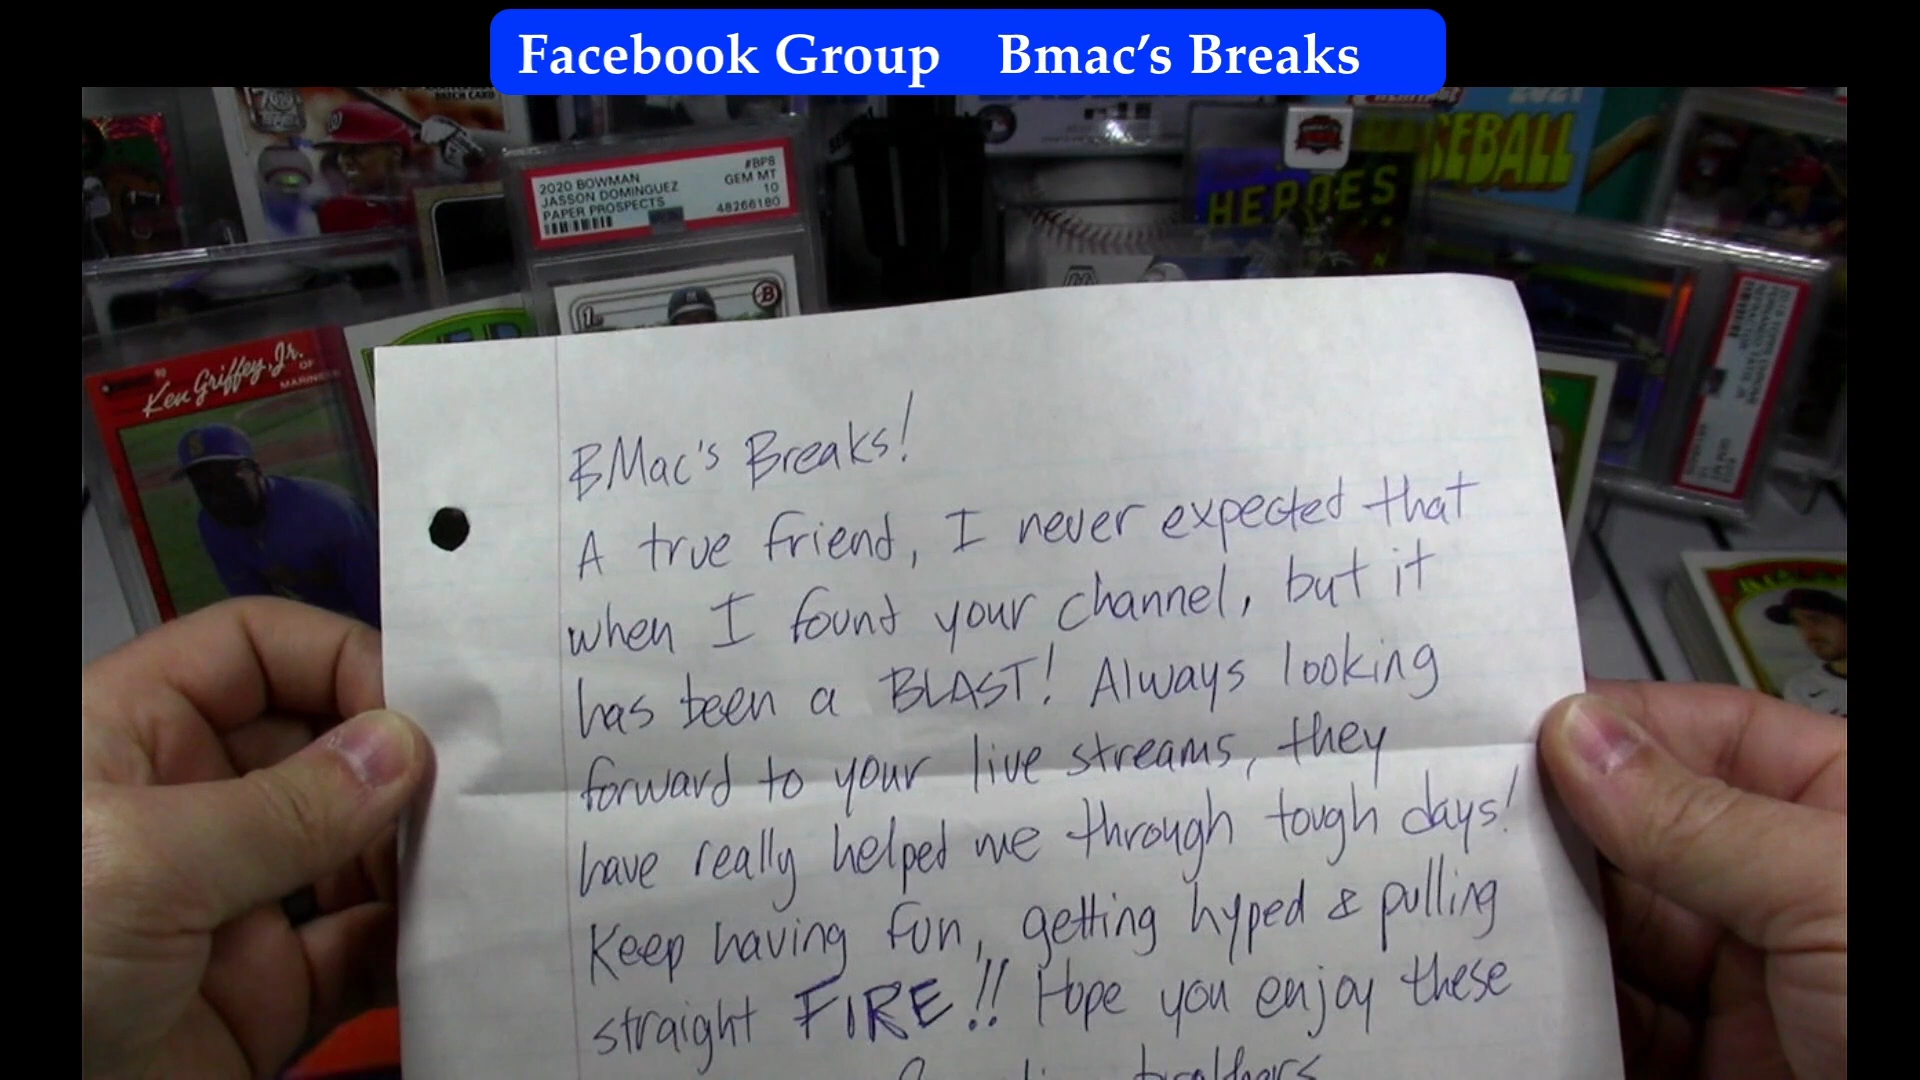 Facebook Group Bmac's Breaks
#BP8
2020 BOWMAN
GEM MT
JASSON DOMINGUEZ
10
PAPER PROSPECTS
48266180
HEROES
BASEBALL
Ken Griffey, Jr.
OF
MARINERS
BMac's Breaks!
A true friend, I never expected that
when I found your channel, but it
has been a BLAST! Always looking
forward to your live streams, they
have really helped me through tough days!
Keep having fun, getting hyped & pulling
straight FIRE!! Hope you enjoy these